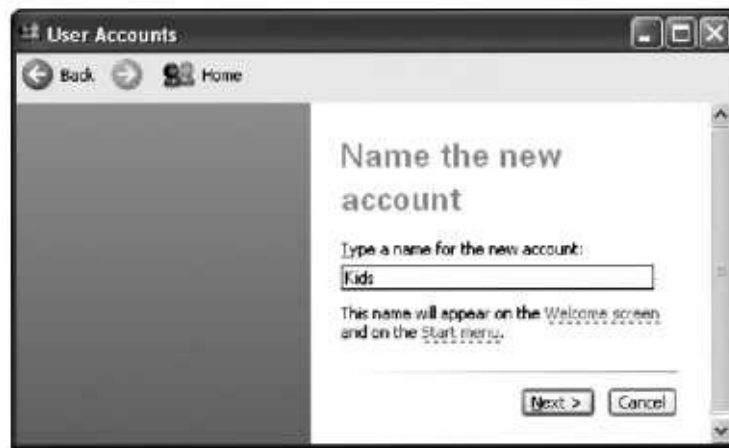 User Accounts
Back Home
Name the new
account
Type a name for the new account:
Kids
This name will appear on the Welcome screen
and on the Start menu.
Next > Cancel